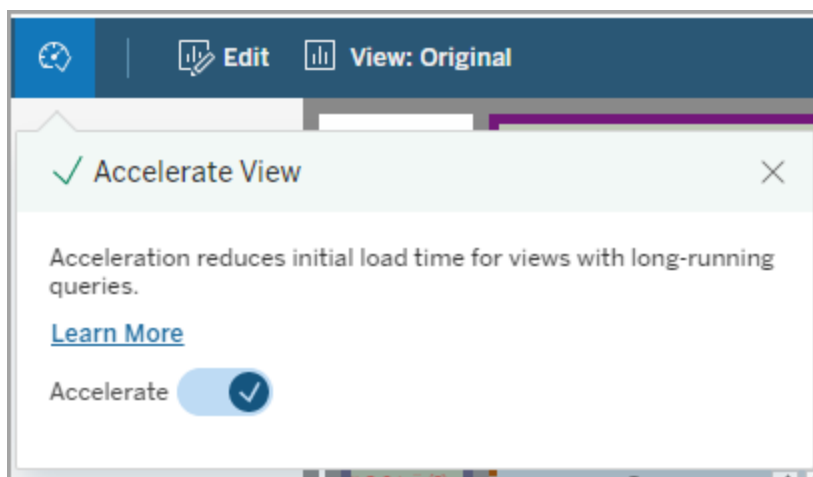 Edit
View: Original
Accelerate View
Acceleration reduces initial load time for views with long-running
queries.
Learn More
Accelerate